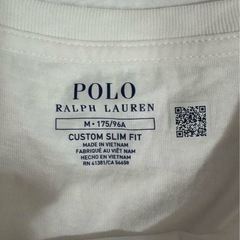 POLO
RALPH LAUREN
M • 175/96A
CUSTOM SLIM FIT
MADE IN VIETNAM
FABRIQUÉ AU VIÊT NAM
HECHO EN VIETNAM
RN 41381/CA 56658